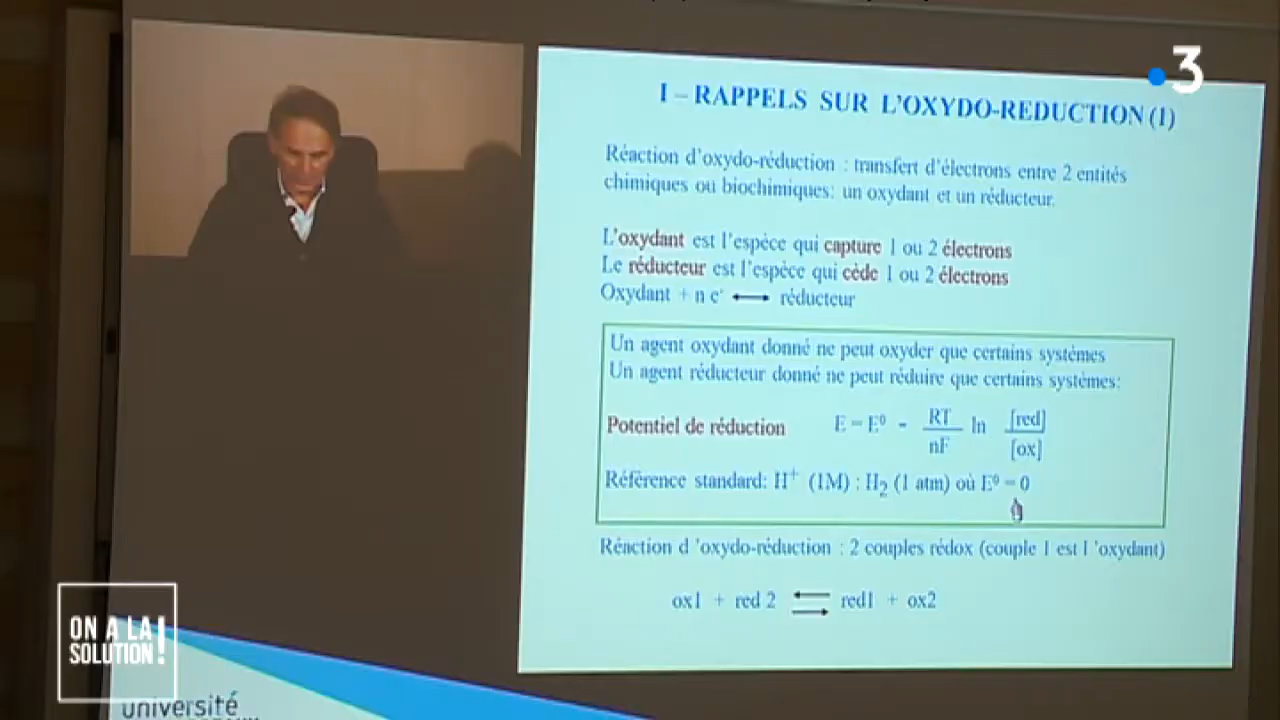 3
I – RAPPELS SUR L'OXYDO-REDUCTION (1)
Réaction d'oxydo-réduction : transfert d'électrons entre 2 entités
chimiques ou biochimiques: un oxydant et un réducteur.
L'oxydant est l'espèce qui capture 1 ou 2 électrons
Le réducteur est l'espèce qui cède 1 ou 2 électrons
Oxydant + n e⁻ ⟷ réducteur
Un agent oxydant donné ne peut oxyder que certains systèmes
Un agent réducteur donné ne peut réduire que certains systèmes:
Potentiel de réduction E = E⁰ - RT/nF ln [red]/[ox]
Référence standard: H⁺ (1M) : H₂ (1 atm) où E⁰ = 0
Réaction d 'oxydo-réduction : 2 couples rédox (couple 1 est l 'oxydant)
ox1 + red 2 ⇄ red1 + ox2
ON A LA
SOLUTION !
université